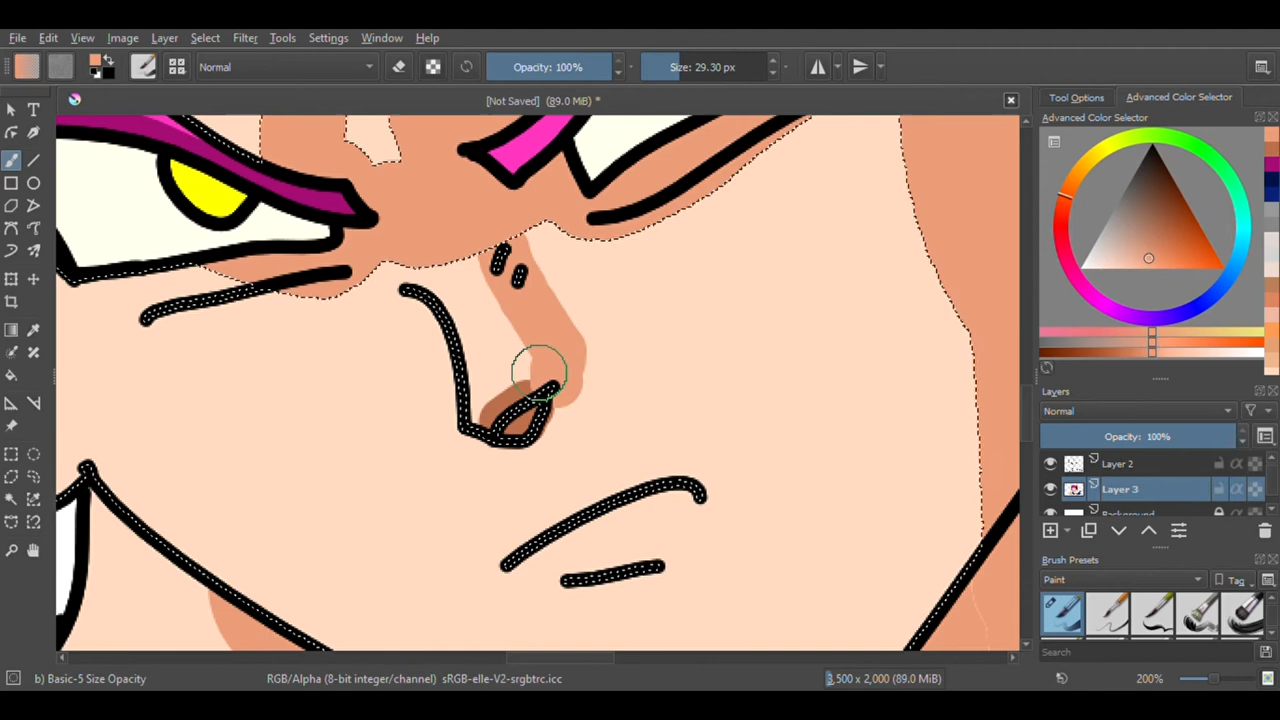 File Edit View Image Layer Select Filter Tools Settings Window Help
Normal Opacity: 100% Size: 29.30 px
[Not Saved] (89.0 MiB) *
Tool Options Advanced Color Selector
Advanced Color Selector
Layers
Normal
Opacity: 100%
Layer 2
Layer 3
Background
Brush Presets
Paint Tag
Search
b) Basic-5 Size Opacity RGB/Alpha (8-bit integer/channel) sRGB-elle-V2-srgbtrc.icc 3,500 x 2,000 (89.0 MiB) 200%